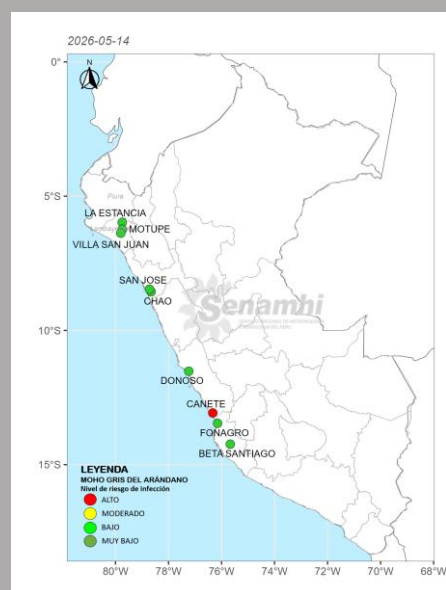 2026-05-14
N
0°
5°S
10°S
15°S
Piura
LA ESTANCIA
MOTUPE
VILLA SAN JUAN
SAN JOSE
CHAO
Senamhi
DONOSO
CANETE
FONAGRO
BETA SANTIAGO
LEYENDA
MOHO GRIS DEL ARÁNDANO
Nivel de riesgo de infección
ALTO
MODERADO
BAJO
MUY BAJO
80°W 78°W 76°W 74°W 72°W 70°W 68°W